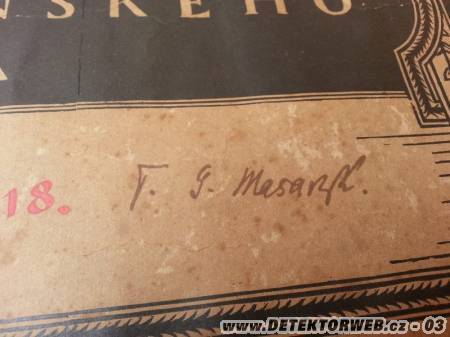 NSKÉHO
A
18.
T. G. Masaryk.
www.DETEKTORWEB.cz - 03